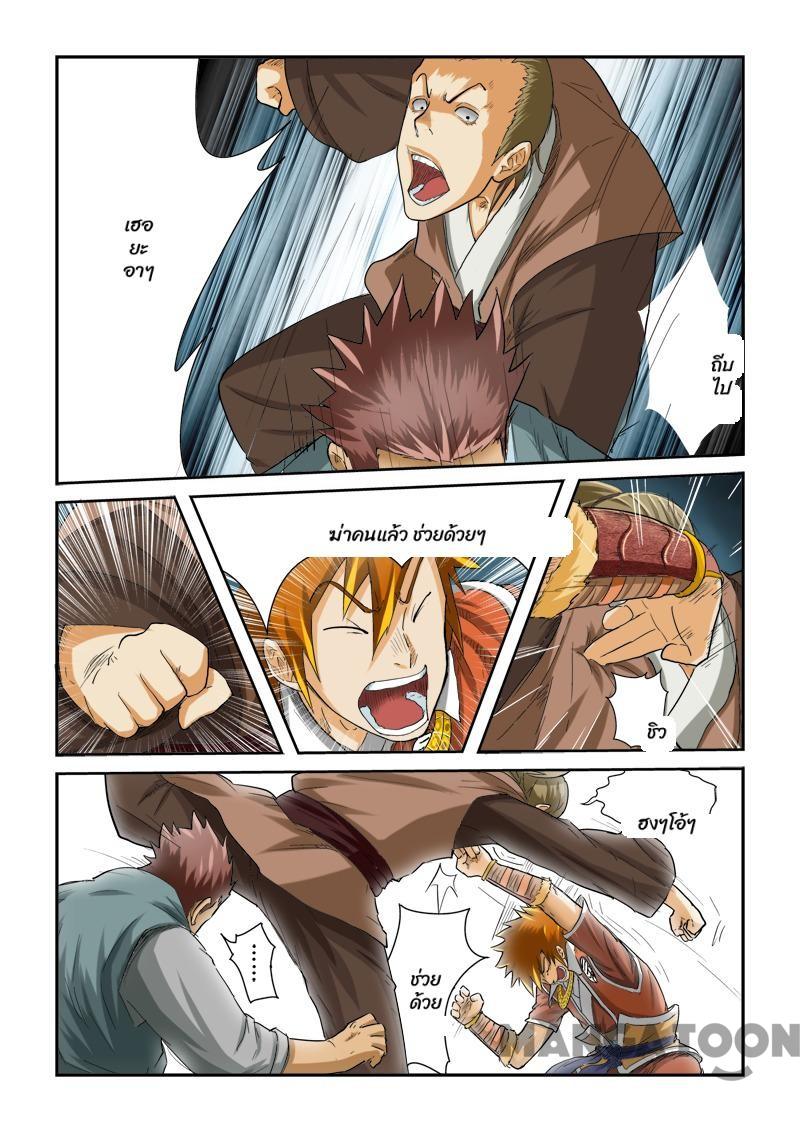 เฮอ
ยะ
อาๆ
ถีบ
ไป
ฆ่าคนแล้ว ช่วยด้วยๆ
ชิว
ฮงๆโอ้ๆ
......
ช่วย
ด้วย
MANGATOON